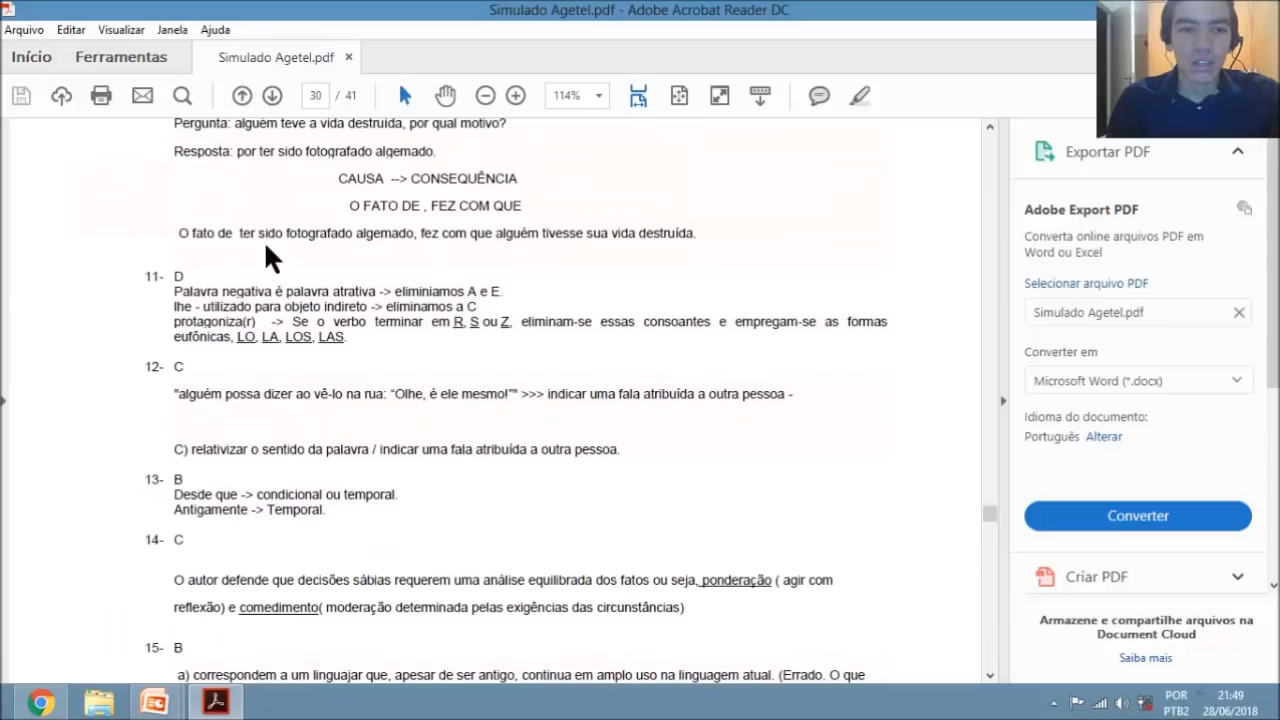 Simulado Agetel.pdf - Adobe Acrobat Reader DC
Arquivo Editar Visualizar Janela Ajuda
Início Ferramentas Simulado Agetel.pdf ×
30 / 41 114%
Pergunta: alguém teve a vida destruída, por qual motivo?
Resposta: por ter sido fotografado algemado.
CAUSA --> CONSEQUÊNCIA
O FATO DE , FEZ COM QUE
O fato de ter sido fotografado algemado, fez com que alguém tivesse sua vida destruída.
11- D
Palavra negativa é palavra atrativa -> eliminiamos A e E.
lhe - utilizado para objeto indireto -> eliminamos a C
protagoniza(r) -> Se o verbo terminar em R, S ou Z, eliminam-se essas consoantes e empregam-se as formas
eufônicas, LO, LA, LOS, LAS.
12- C
"alguém possa dizer ao vê-lo na rua: “Olhe, é ele mesmo!”" >>> indicar uma fala atribuída a outra pessoa -
C) relativizar o sentido da palavra / indicar uma fala atribuída a outra pessoa.
13- B
Desde que -> condicional ou temporal.
Antigamente -> Temporal.
14- C
O autor defende que decisões sábias requerem uma análise equilibrada dos fatos ou seja, ponderação ( agir com
reflexão) e comedimento( moderação determinada pelas exigências das circunstâncias)
15- B
a) correspondem a um linguajar que, apesar de ser antigo, continua em amplo uso na linguagem atual. (Errado. O que
Exportar PDF
Adobe Export PDF
Converta online arquivos PDF em
Word ou Excel
Selecionar arquivo PDF
Simulado Agetel.pdf ×
Converter em
Microsoft Word (*.docx)
Idioma do documento:
Português Alterar
Converter
Criar PDF
Armazene e compartilhe arquivos na
Document Cloud
Saiba mais
POR 21:49
PTB2 28/06/2018